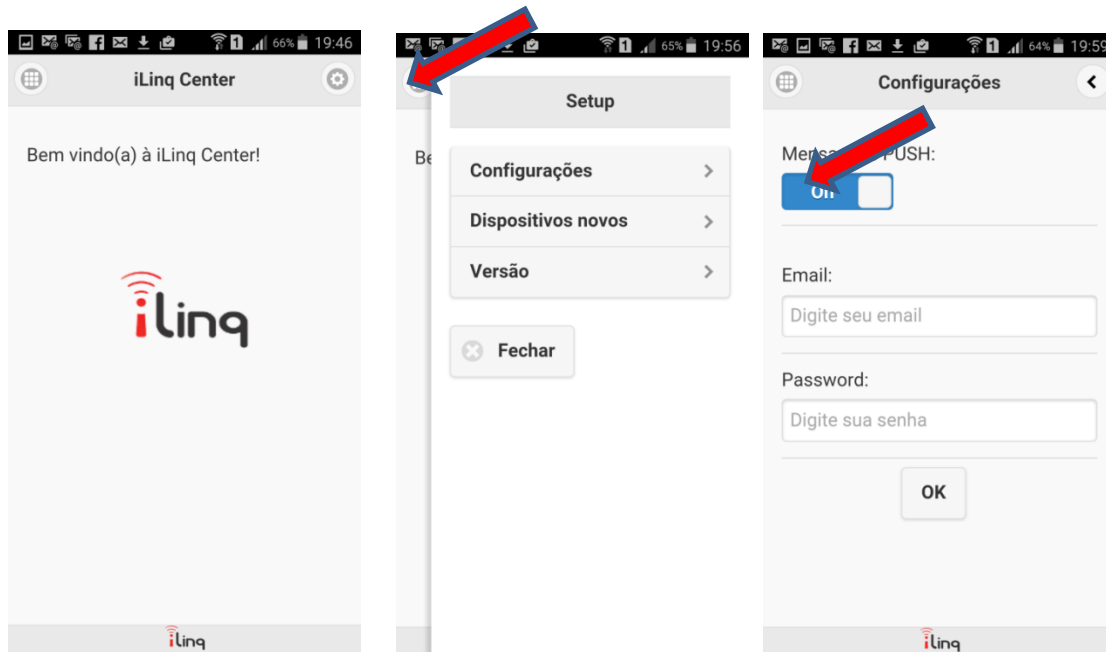 66% 19:46
iLinq Center
Bem vindo(a) à iLinq Center!
iLinq
iLinq
65% 19:56
Setup
Be
Configurações
Dispositivos novos
Versão
Fechar
64% 19:59
Configurações
PUSH:
On
Email:
Digite seu email
Password:
Digite sua senha
OK
iLinq